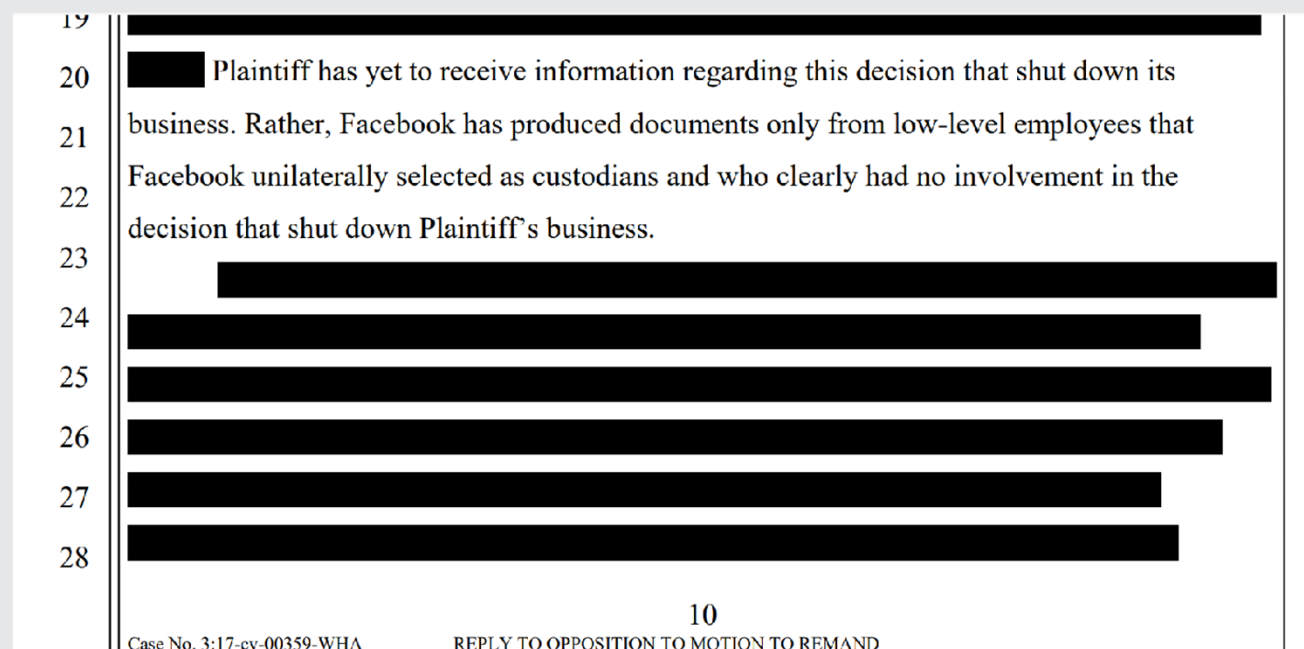 19
20 Plaintiff has yet to receive information regarding this decision that shut down its
21 business. Rather, Facebook has produced documents only from low-level employees that
22 Facebook unilaterally selected as custodians and who clearly had no involvement in the
decision that shut down Plaintiff's business.
23
24
25
26
27
28
10
Case No. 3:17-cv-00359-WHA REPLY TO OPPOSITION TO MOTION TO REMAND